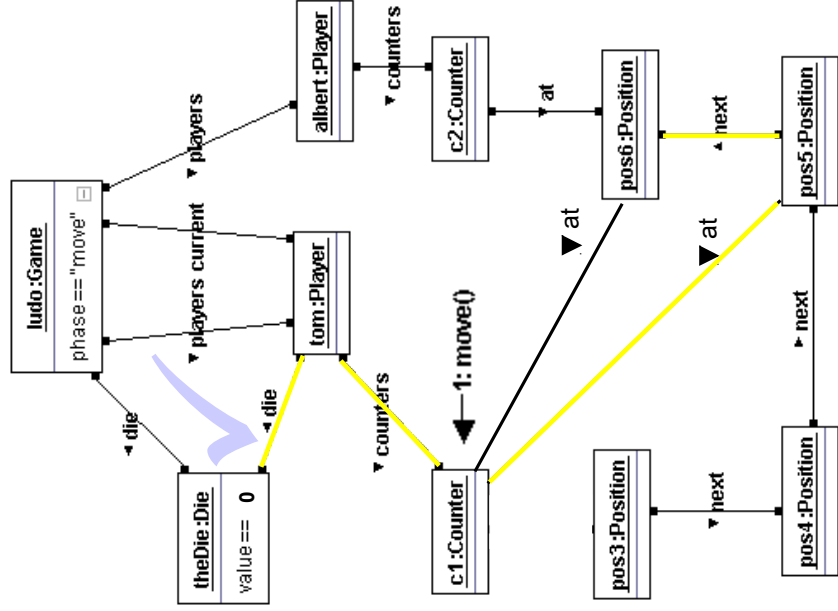 ludo :Game
phase =="move"
die
players current
players
theDie :Die
value == 0
die
tom :Player
albert :Player
counters
counters
c1 :Counter
1: move()
c2 :Counter
at
at
pos3 :Position
pos6 :Position
at
next
next
next
pos4 :Position
pos5 :Position